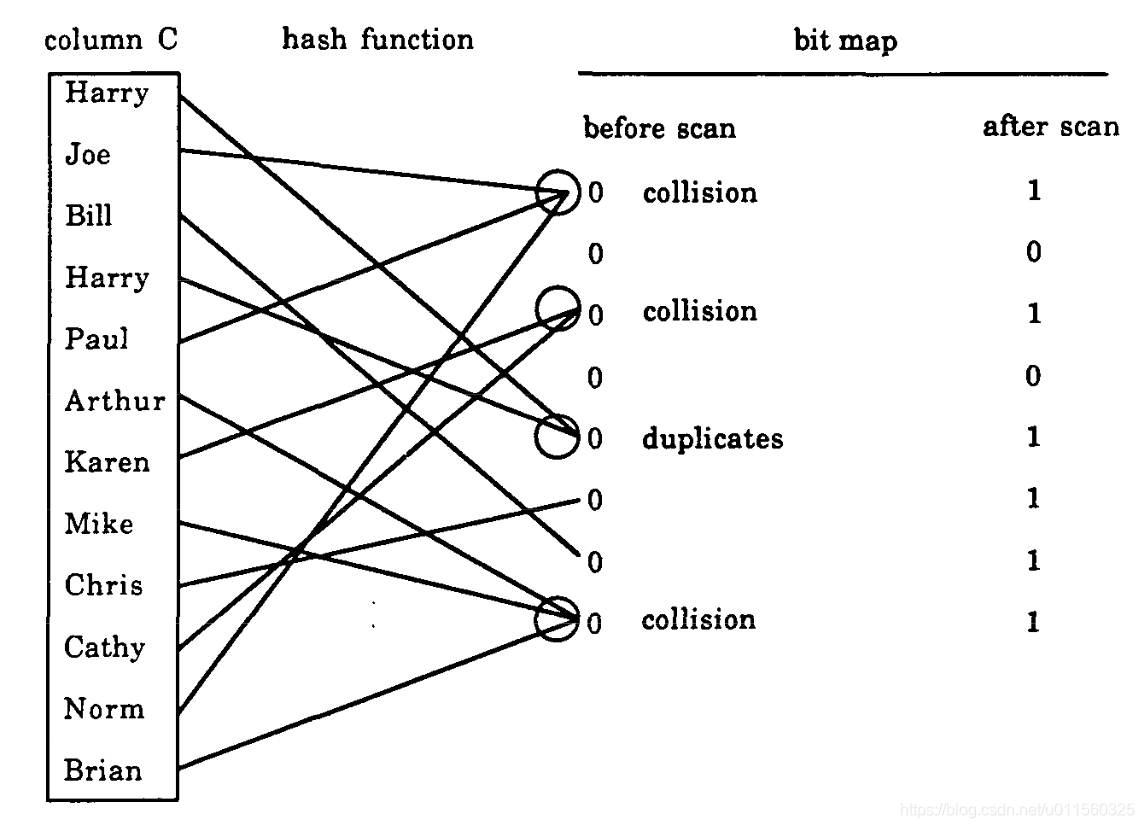 column C hash function bit map
before scan after scan
Harry
Joe
Bill
Harry
Paul
Arthur
Karen
Mike
Chris
Cathy
Norm
Brian
0 collision 1
0 0
0 collision 1
0 0
0 duplicates 1
0 1
0 1
0 collision 1
https://blog.csdn.net/u011560325